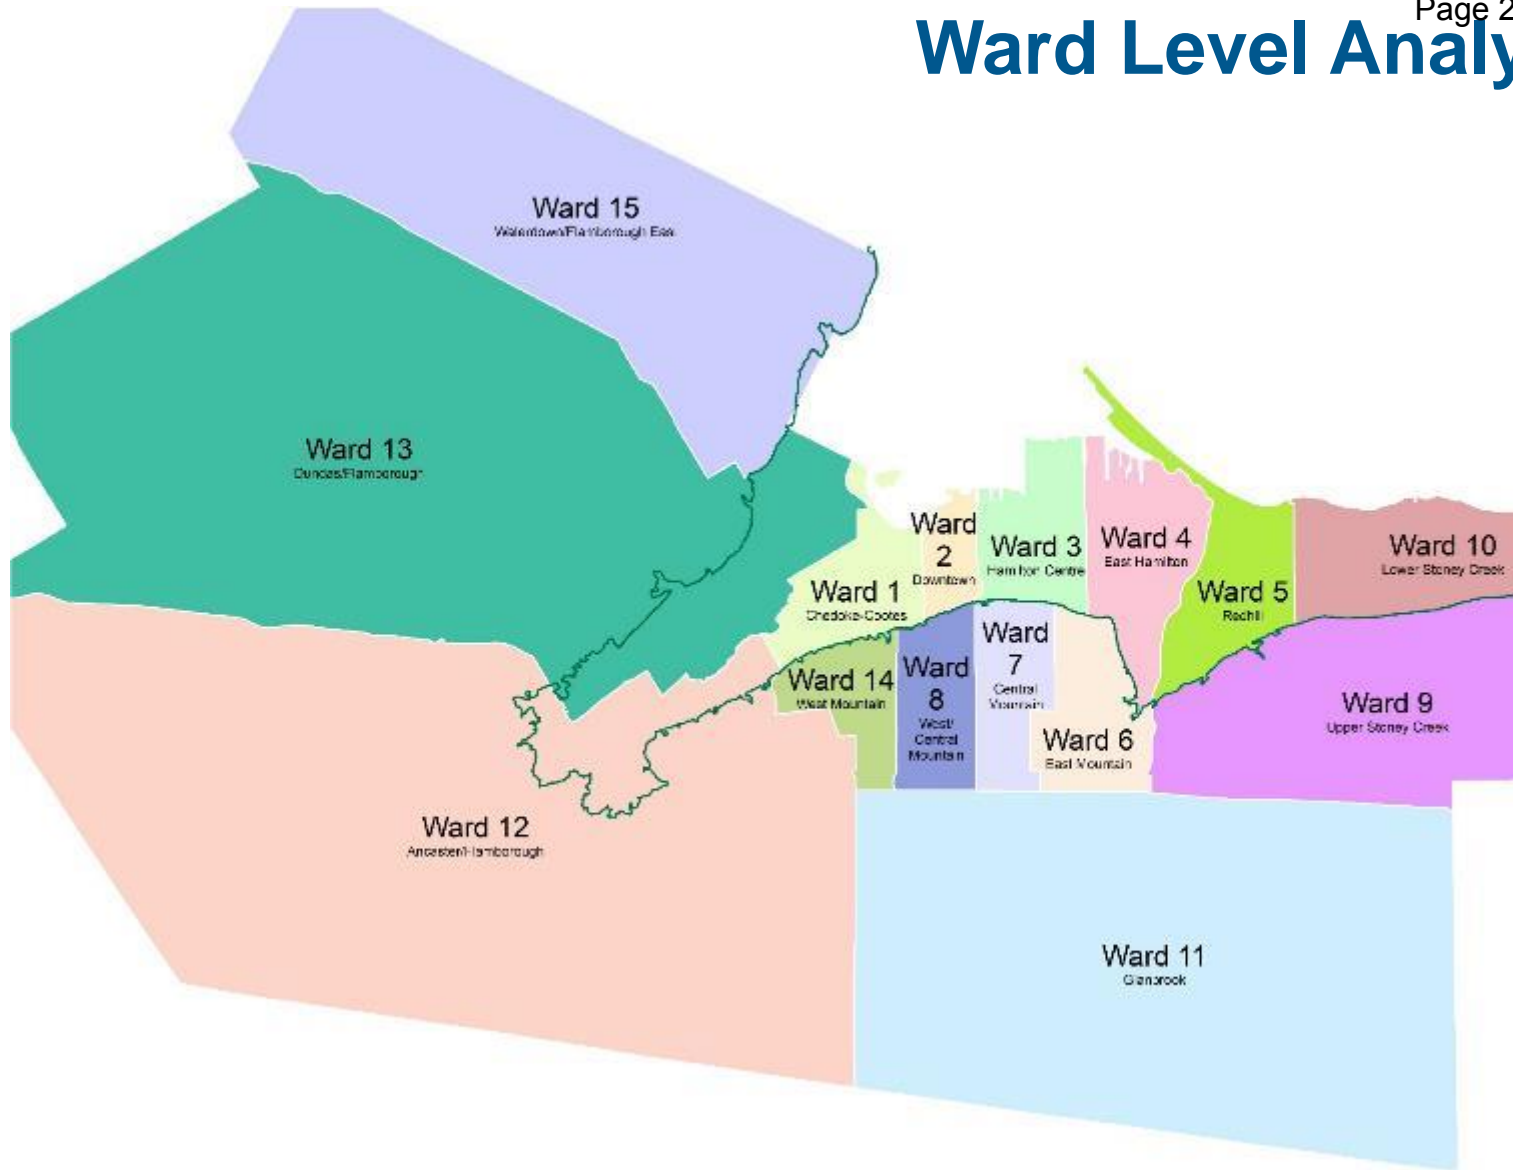 Page 2
Ward Level Analy
Ward 15
Waterdown/Flamborough East
Ward 13
Dundas/Flamborough
Ward
2
Downtown
Ward 3
Hamilton Centre
Ward 4
East Hamilton
Ward 10
Lower Stoney Creek
Ward 1
Chedoke-Cootes
Ward 5
Redhill
Ward
7
Central
Mountain
Ward 14
West Mountain
Ward
8
West/
Central
Mountain
Ward 9
Upper Stoney Creek
Ward 6
East Mountain
Ward 12
Ancaster/Flamborough
Ward 11
Glanbrook